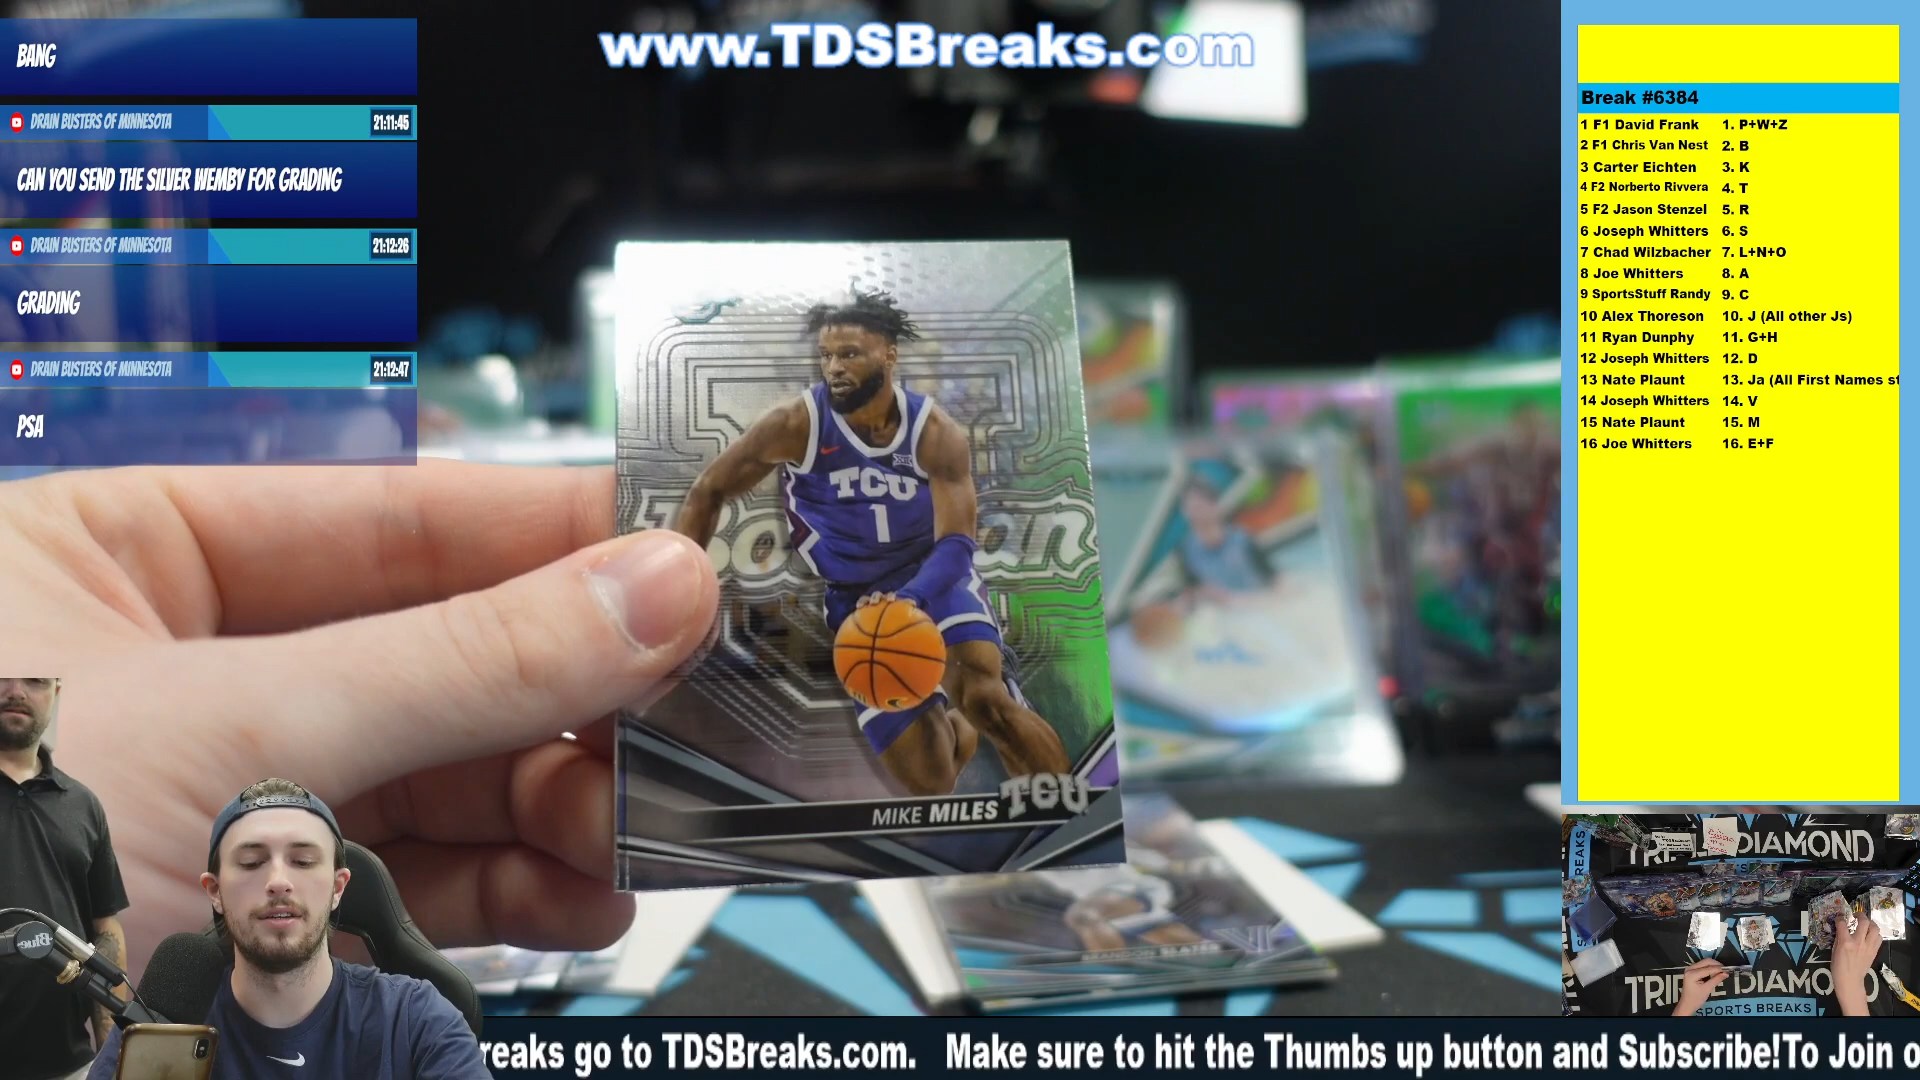 www.TDSBreaks.com
BANG
DRAIN BUSTERS OF MINNESOTA 21:11:45
CAN YOU SEND THE SILVER WEMBY FOR GRADING
DRAIN BUSTERS OF MINNESOTA 21:12:26
GRADING
DRAIN BUSTERS OF MINNESOTA 21:12:47
PSA
TCU
1
MIKE MILES TCU
Break #6384
1 F1 David Frank 1. P+W+Z
2 F1 Chris Van Nest 2. B
3 Carter Eichten 3. K
4 F2 Norberto Rivvera 4. T
5 F2 Jason Stenzel 5. R
6 Joseph Whitters 6. S
7 Chad Wilzbacher 7. L+N+O
8 Joe Whitters 8. A
9 SportsStuff Randy 9. C
10 Alex Thoreson 10. J (All other Js)
11 Ryan Dunphy 11. G+H
12 Joseph Whitters 12. D
13 Nate Plaunt 13. Ja (All First Names st
14 Joseph Whitters 14. V
15 Nate Plaunt 15. M
16 Joe Whitters 16. E+F
TRIPLE DIAMOND
TRIPLE DIAMO
SPORTS BREAKS
reaks go to TDSBreaks.com. Make sure to hit the Thumbs up button and Subscribe!To Join o